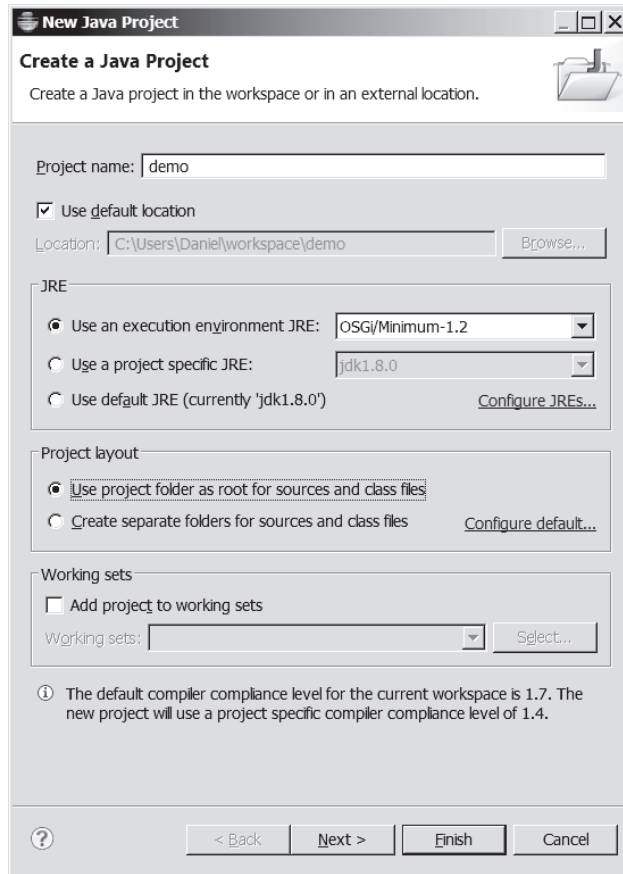 New Java Project
Create a Java Project
Create a Java project in the workspace or in an external location.
Project name: demo
Use default location
Location: C:\Users\Daniel\workspace\demo Browse...
JRE
Use an execution environment JRE: OSGi/Minimum-1.2
Use a project specific JRE: jdk1.8.0
Use default JRE (currently 'jdk1.8.0') Configure JREs...
Project layout
Use project folder as root for sources and class files
Create separate folders for sources and class files Configure default...
Working sets
Add project to working sets
Working sets: Select...
The default compiler compliance level for the current workspace is 1.7. The
new project will use a project specific compiler compliance level of 1.4.
? < Back Next > Finish Cancel